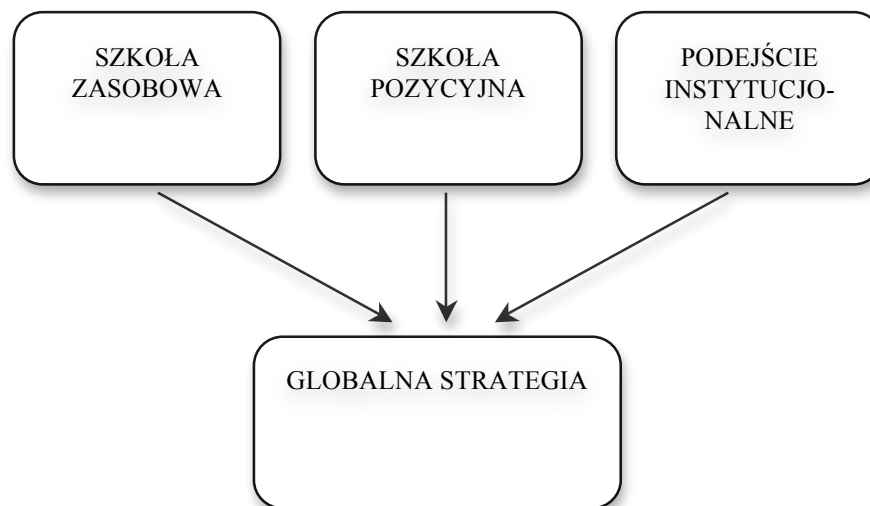 SZKOŁA
ZASOBOWA
SZKOŁA
POZYCYJNA
PODEJŚCIE
INSTYTUCJO-
NALNE
GLOBALNA STRATEGIA